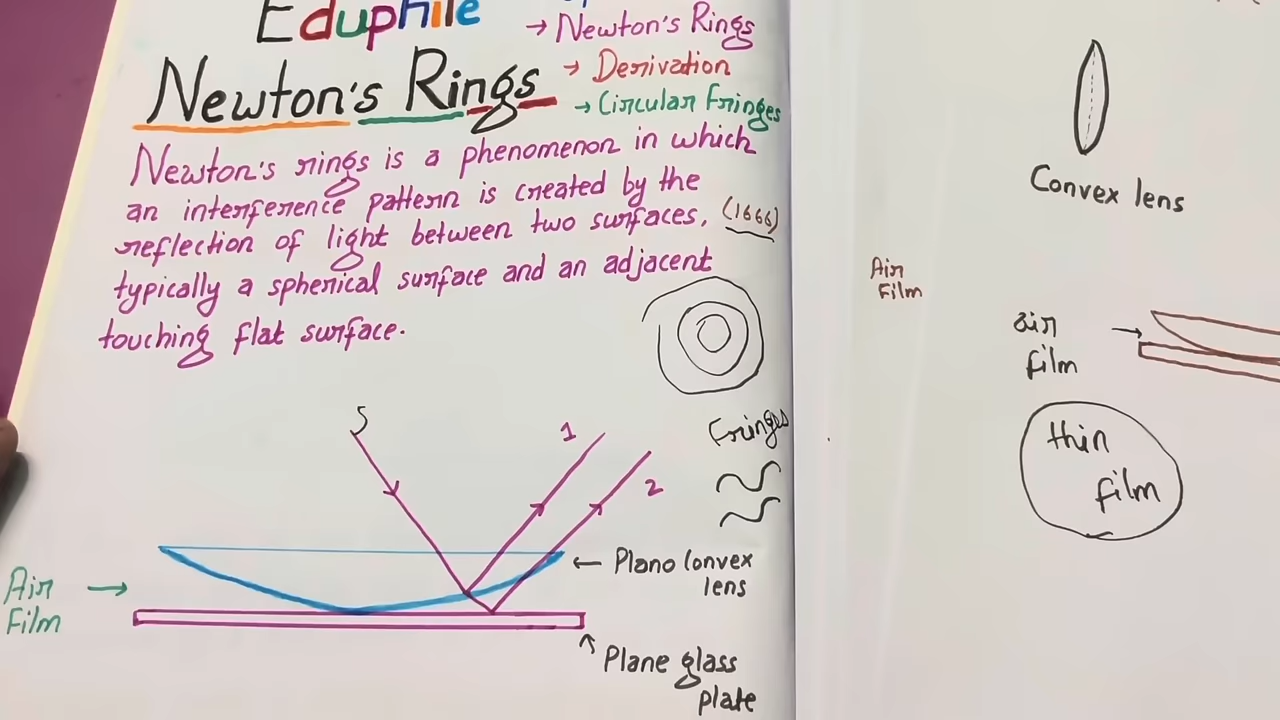 Eduphile
→ Newton's Rings
→ Derivation
→ Circular Fringes
Newton's Rings
Newton's rings is a phenomenon in which
an interference pattern is created by the
reflection of light between two surfaces, (1666)
typically a spherical surface and an adjacent
touching flat surface.
Fringes
S
1
2
← Plano Convex
lens
Air →
Film
Plane glass
plate
Convex lens
Air
Film
air →
film
thin
film